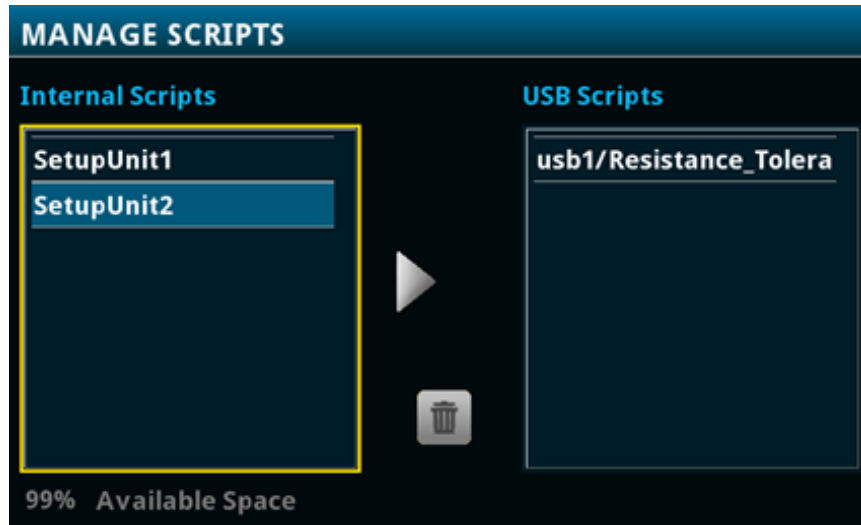 MANAGE SCRIPTS
Internal Scripts
USB Scripts
SetupUnit1
usb1/Resistance_Tolera
SetupUnit2
99% Available Space